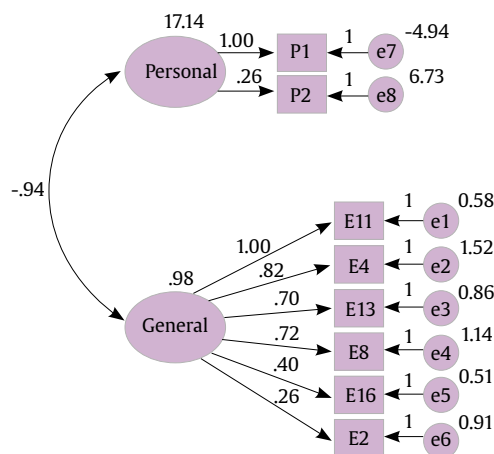 17.14
Personal
1.00
P1
1
e7
-4.94
.26
P2
1
e8
6.73
-.94
.98
General
1.00
E11
1
e1
0.58
.82
E4
1
e2
1.52
.70
E13
1
e3
0.86
.72
E8
1
e4
1.14
.40
E16
1
e5
0.51
.26
E2
1
e6
0.91